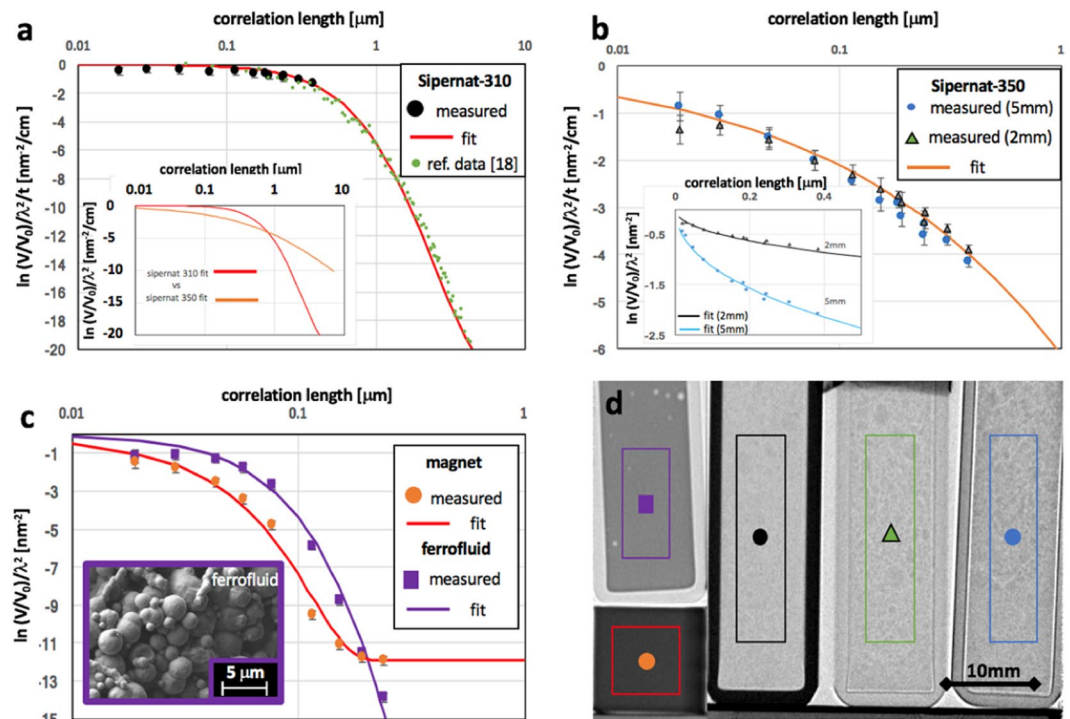 a
correlation length [μm]
0.01 0.1 1 10
0
-2
-4
-6
-8
-10
-12
-14
-16
-18
-20
ln (V/V0)/λ²/t [nm⁻²/cm]
Sipernat-310
measured
fit
ref. data [18]
correlation length [μm]
0.01 0.1 1 10
0
-5
-10
-15
-20
ln (V/V0)/λ² [nm⁻²/cm]
sipernat 310 fit
vs
sipernat 350 fit
b
correlation length [μm]
0.01 0.1 1
0
-1
-2
-3
-4
-5
-6
ln (V/V0)/λ²/t [nm⁻²/cm]
Sipernat-350
measured (5mm)
measured (2mm)
fit
correlation length [μm]
0 0.2 0.4
-0.5
-1.5
-2.5
ln (V/V0)/λ² [nm⁻²/cm]
2mm
5mm
fit (2mm)
fit (5mm)
c
correlation length [μm]
0.01 0.1 1
-1
-3
-5
-7
-9
-11
-13
15
ln (V/V0)/λ² [nm⁻²]
magnet
measured
fit
ferrofluid
measured
fit
ferrofluid
5 μm
d
10mm